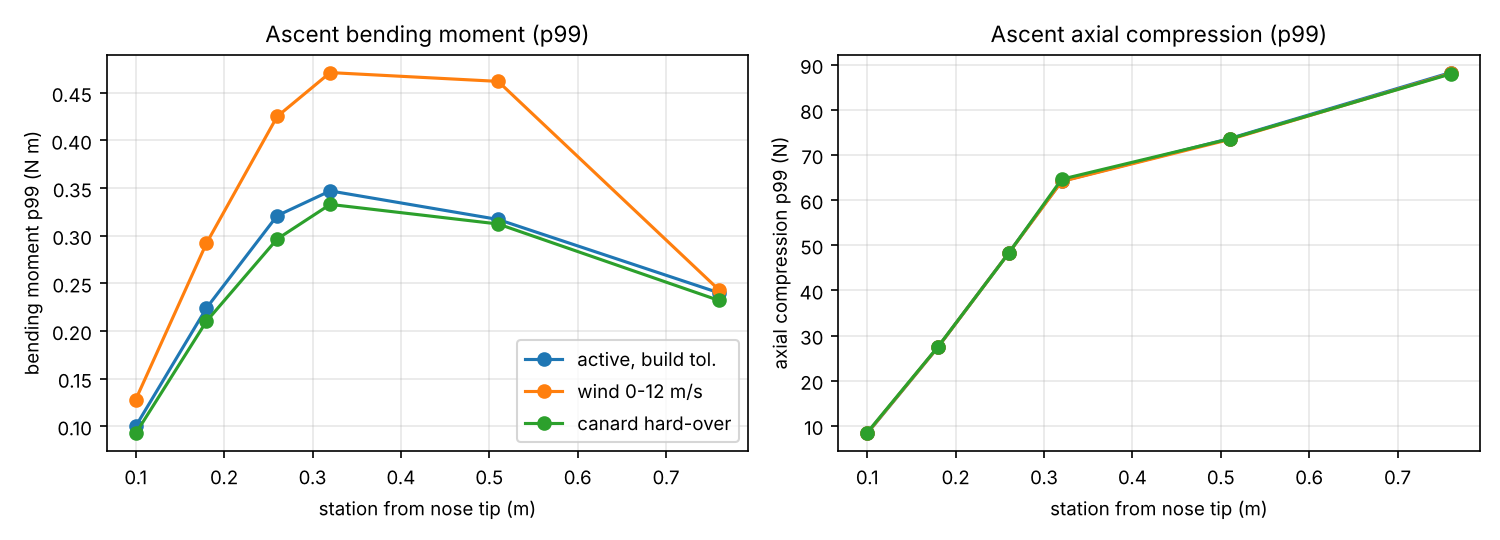 Ascent bending moment (p99)
bending moment p99 (N m)
0.45
0.40
0.35
0.30
0.25
0.20
0.15
0.10
active, build tol.
wind 0-12 m/s
canard hard-over
0.1 0.2 0.3 0.4 0.5 0.6 0.7
station from nose tip (m)
Ascent axial compression (p99)
axial compression p99 (N)
90
80
70
60
50
40
30
20
10
0.1 0.2 0.3 0.4 0.5 0.6 0.7
station from nose tip (m)